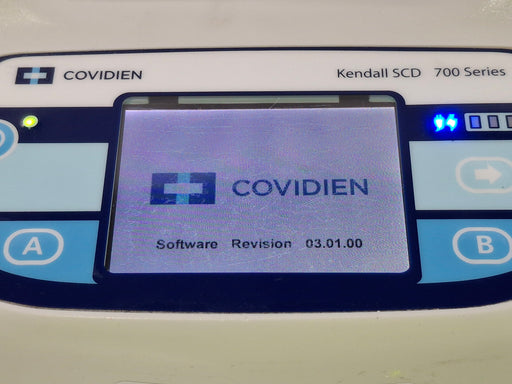 COVIDIEN
Kendall SCD 700 Series
COVIDIEN
Software Revision 03.01.00
A
B